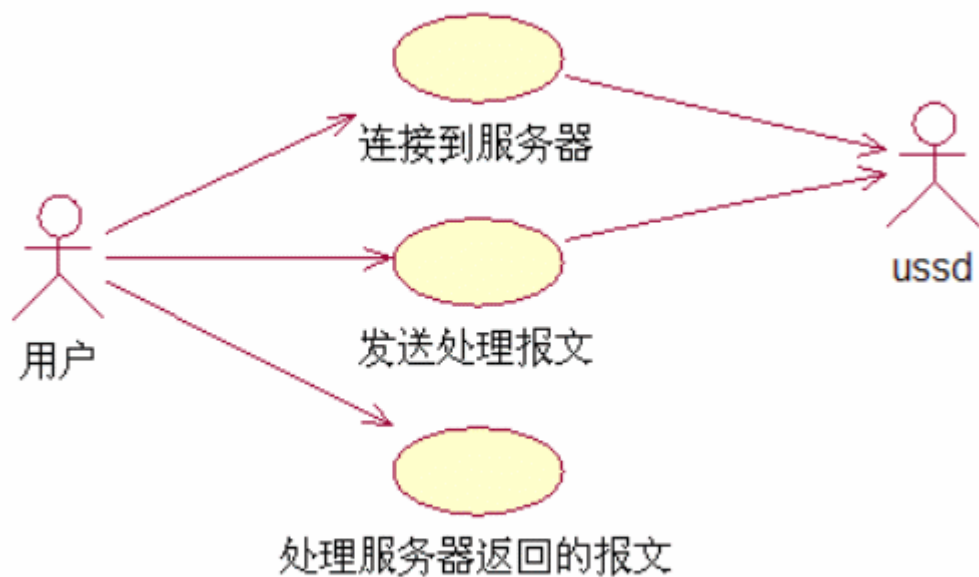 连接到服务器
ussd
发送处理报文
用户
处理服务器返回的报文